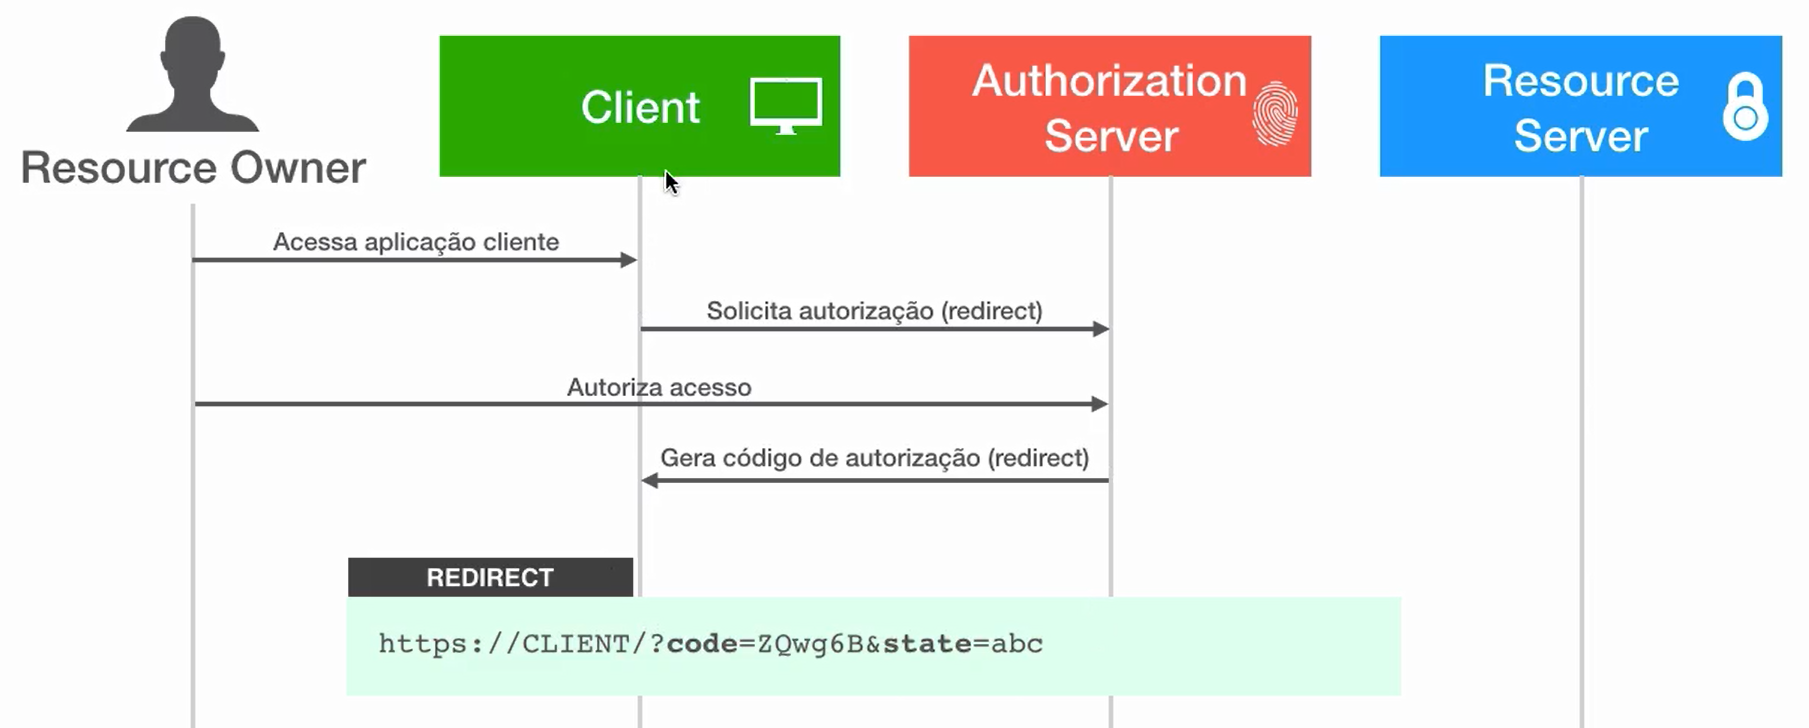 Resource Owner
Client
Authorization
Server
Resource
Server
Acessa aplicação cliente
Solicita autorização (redirect)
Autoriza acesso
Gera código de autorização (redirect)
REDIRECT
https://CLIENT/?code=ZQwg6B&state=abc